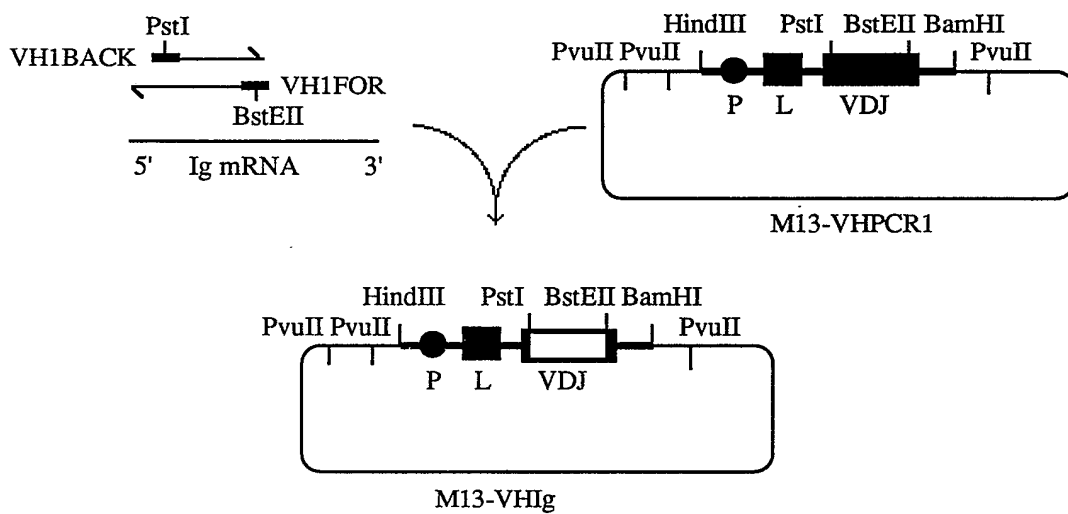 PstI
VH1BACK
VH1FOR
BstEII
5' Ig mRNA 3'
HindIII PstI BstEII BamHI
PvuII PvuII PvuII
P L VDJ
M13-VHPCR1
HindIII PstI BstEII BamHI
PvuII PvuII PvuII
P L VDJ
M13-VHIg